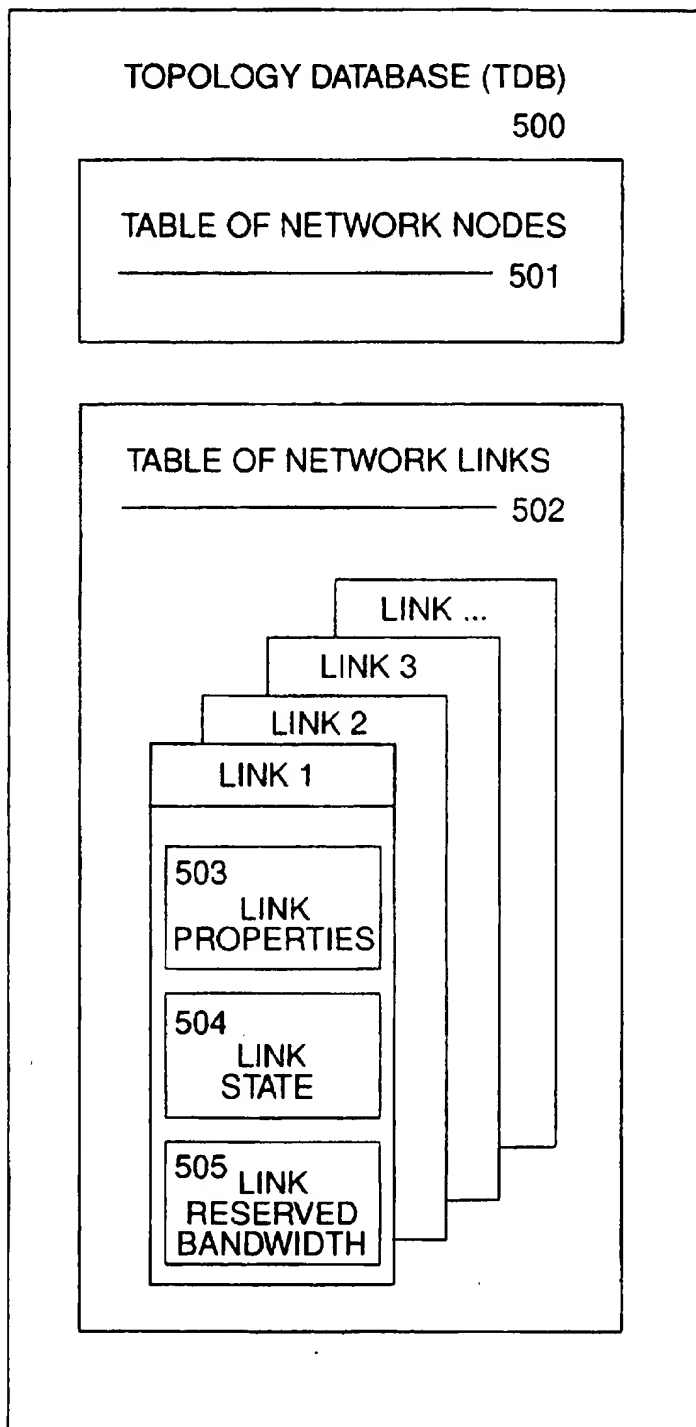 TOPOLOGY DATABASE (TDB)
500
TABLE OF NETWORK NODES
501
TABLE OF NETWORK LINKS
502
LINK ...
LINK 3
LINK 2
LINK 1
503
LINK
PROPERTIES
504
LINK
STATE
505
LINK
RESERVED
BANDWIDTH